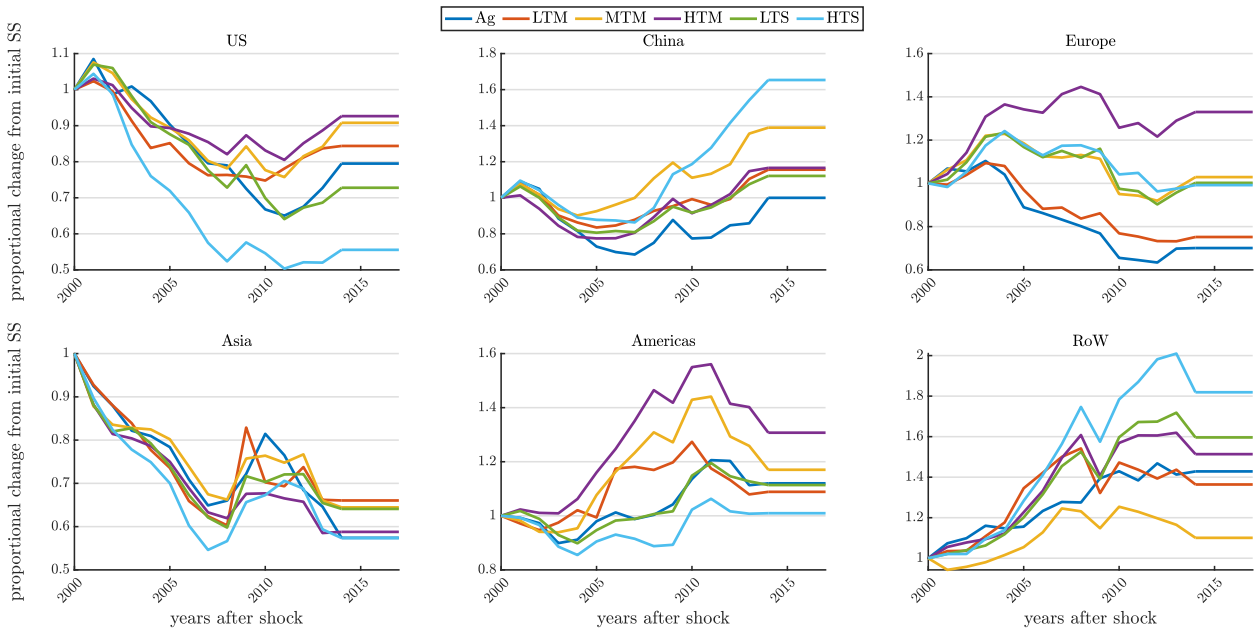 Ag LTM MTM HTM LTS HTS
US China Europe
proportional change from initial SS
1.1
1
0.9
0.8
0.7
0.6
0.5
2000 2005 2010 2015
1.8
1.6
1.4
1.2
1
0.8
0.6
2000 2005 2010 2015
1.6
1.4
1.2
1
0.8
0.6
2000 2005 2010 2015
Asia Americas RoW
proportional change from initial SS
1
0.9
0.8
0.7
0.6
0.5
2000 2005 2010 2015
years after shock
1.6
1.4
1.2
1
0.8
2000 2005 2010 2015
years after shock
2
1.8
1.6
1.4
1.2
1
2000 2005 2010 2015
years after shock